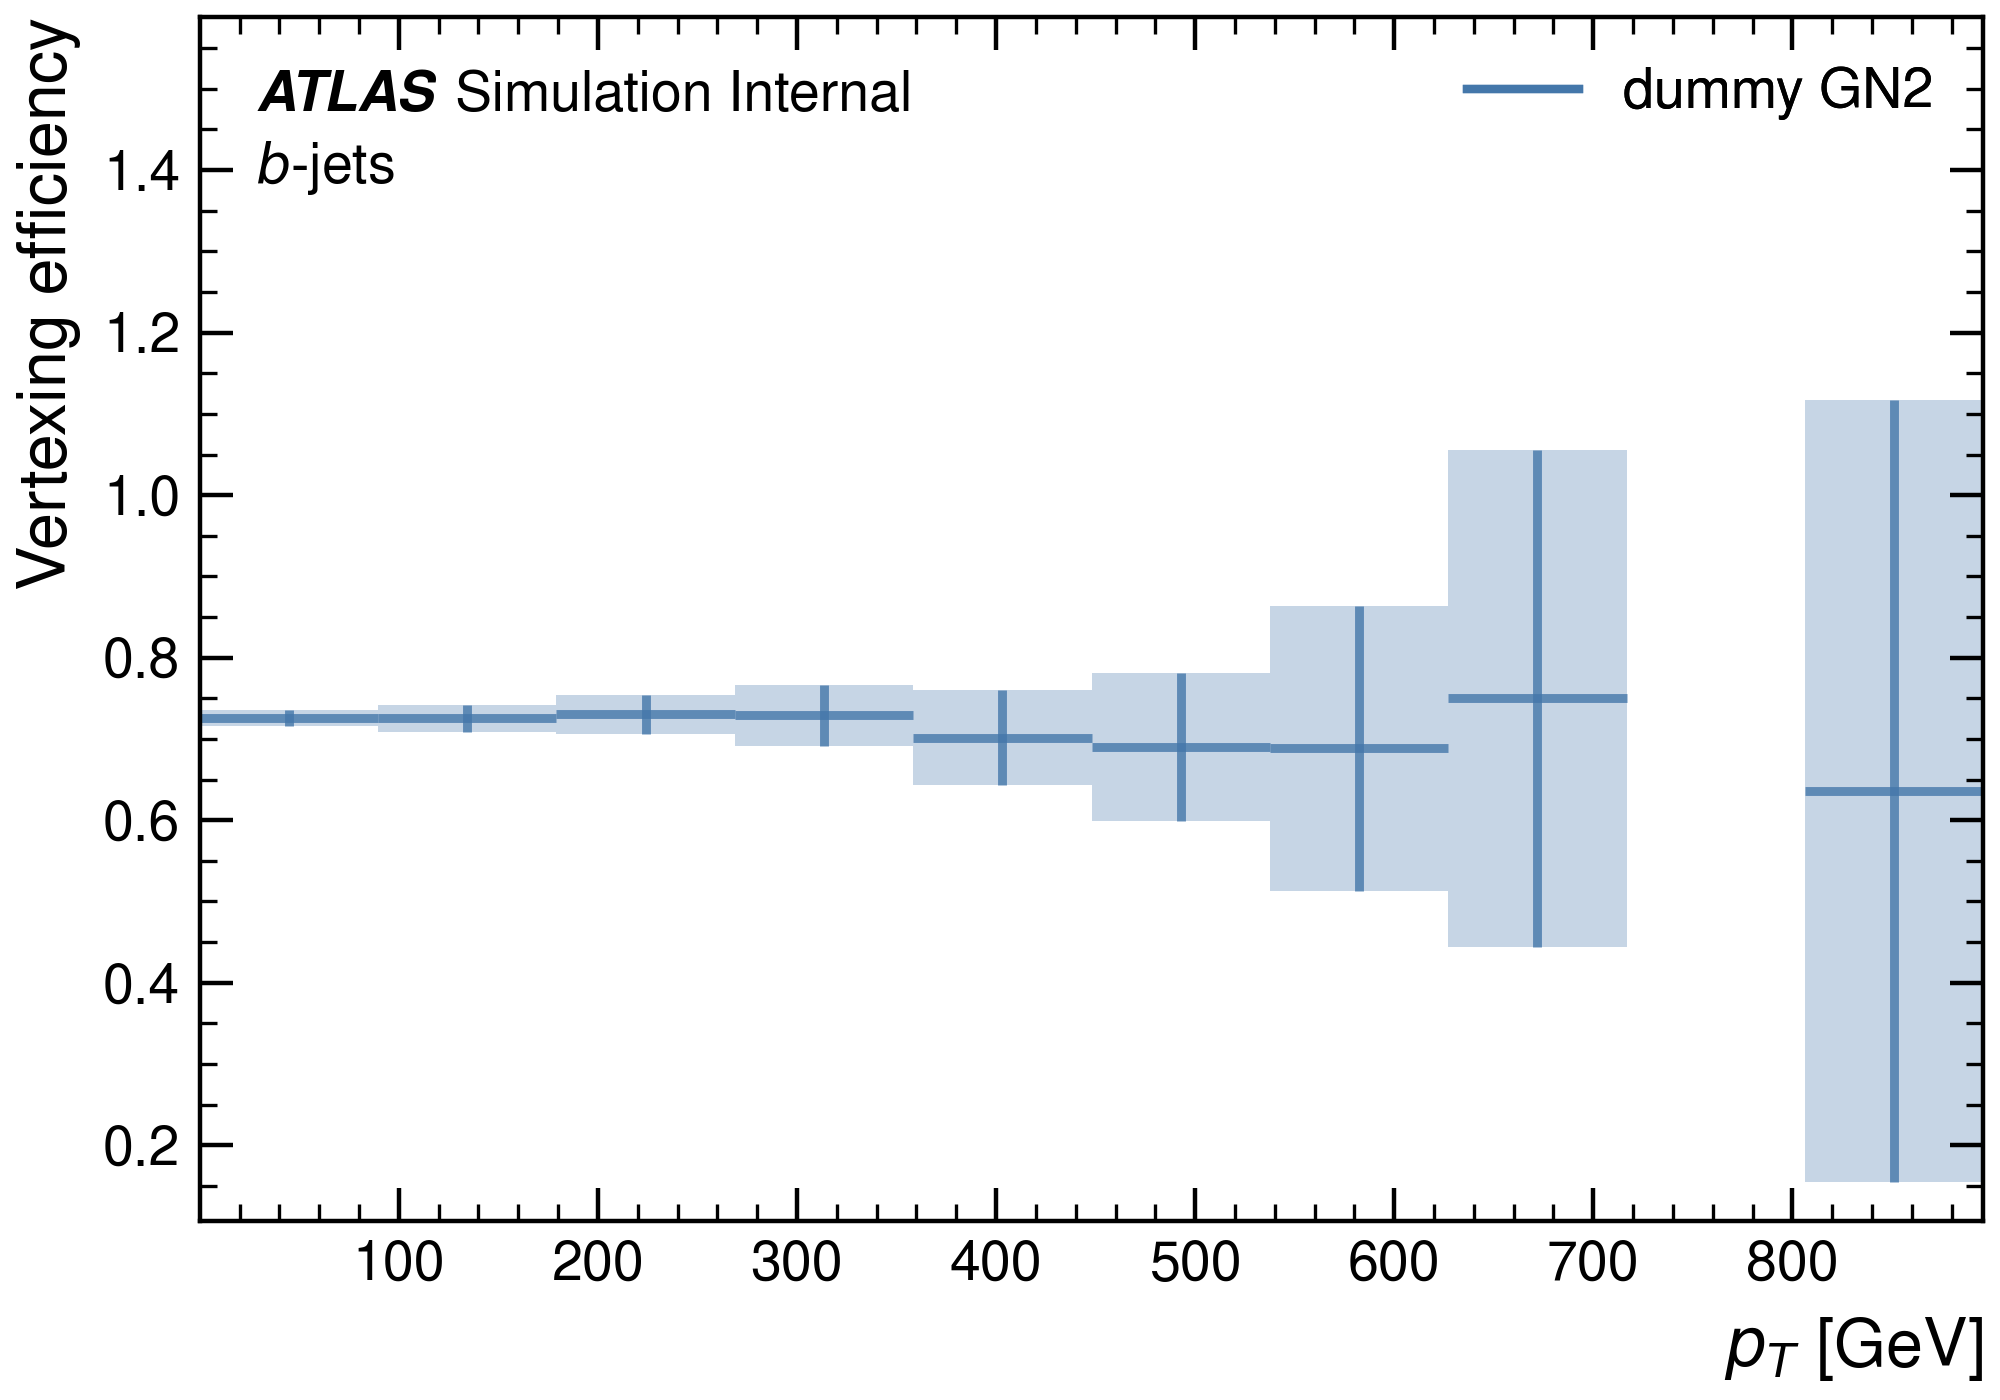 Vertexing efficiency
ATLAS Simulation Internal
b-jets
dummy GN2
1.4
1.2
1.0
0.8
0.6
0.4
0.2
100 200 300 400 500 600 700 800
pT [GeV]